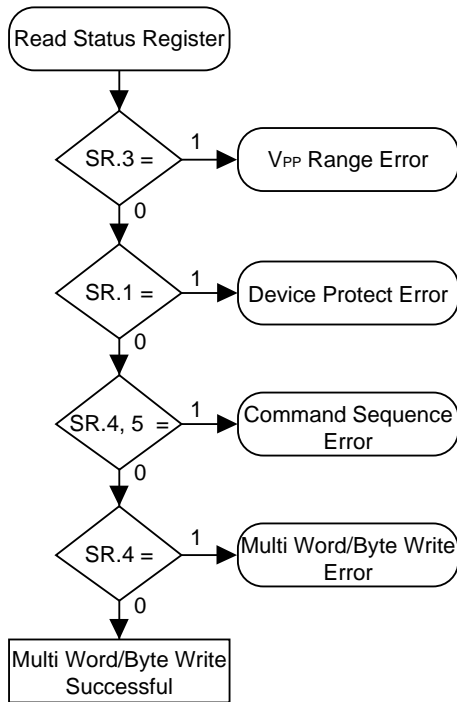 Read Status Register
SR.3 =
1
VPP Range Error
0
SR.1 =
1
Device Protect Error
0
SR.4, 5 =
1
Command Sequence
Error
0
SR.4 =
1
Multi Word/Byte Write
Error
0
Multi Word/Byte Write
Successful